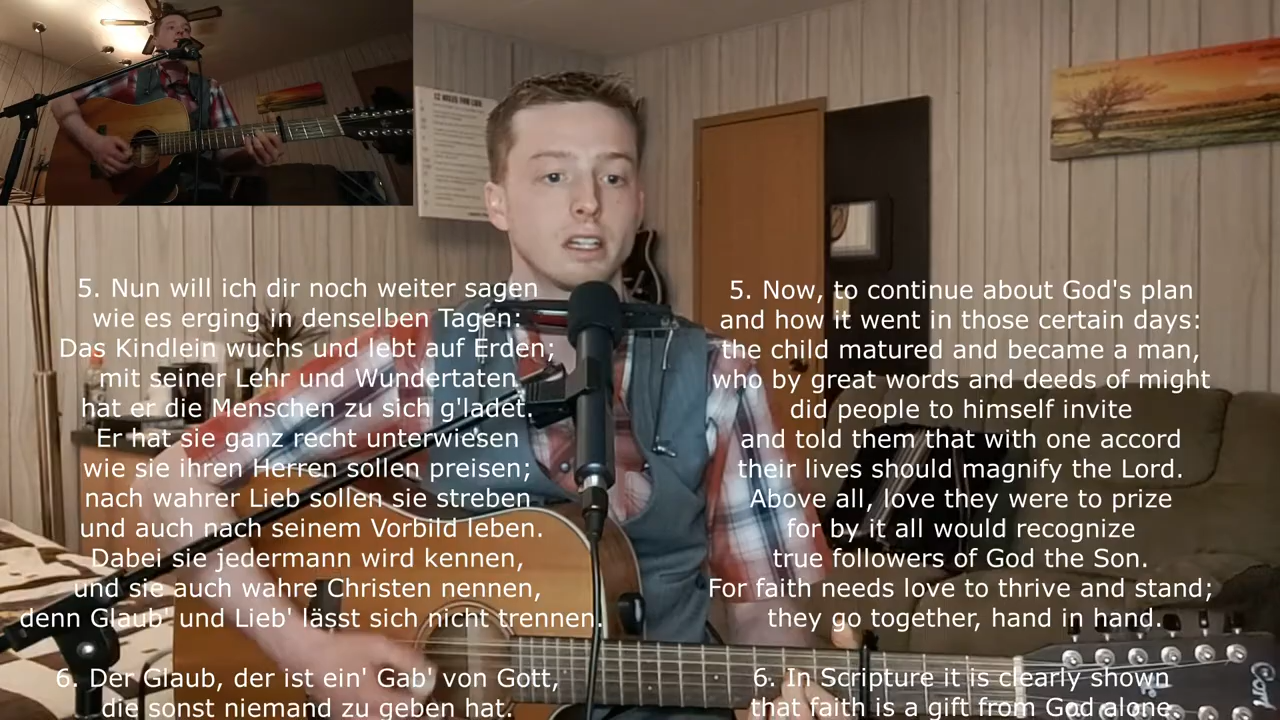 12 RULES FOR LIFE
5. Nun will ich dir noch weiter sagen
wie es erging in denselben Tagen:
Das Kindlein wuchs und lebt auf Erden;
mit seiner Lehr und Wundertaten
hat er die Menschen zu sich g'ladet.
Er hat sie ganz recht unterwiesen
wie sie ihren Herren sollen preisen;
nach wahrer Lieb sollen sie streben
und auch nach seinem Vorbild leben.
Dabei sie jedermann wird kennen,
und sie auch wahre Christen nennen,
denn Glaub' und Lieb' lässt sich nicht trennen.
6. Der Glaub, der ist ein' Gab' von Gott,
die sonst niemand zu geben hat.
5. Now, to continue about God's plan
and how it went in those certain days:
the child matured and became a man,
who by great words and deeds of might
did people to himself invite
and told them that with one accord
their lives should magnify the Lord.
Above all, love they were to prize
for by it all would recognize
true followers of God the Son.
For faith needs love to thrive and stand;
they go together, hand in hand.
6. In Scripture it is clearly shown
that faith is a gift from God alone.
Cort